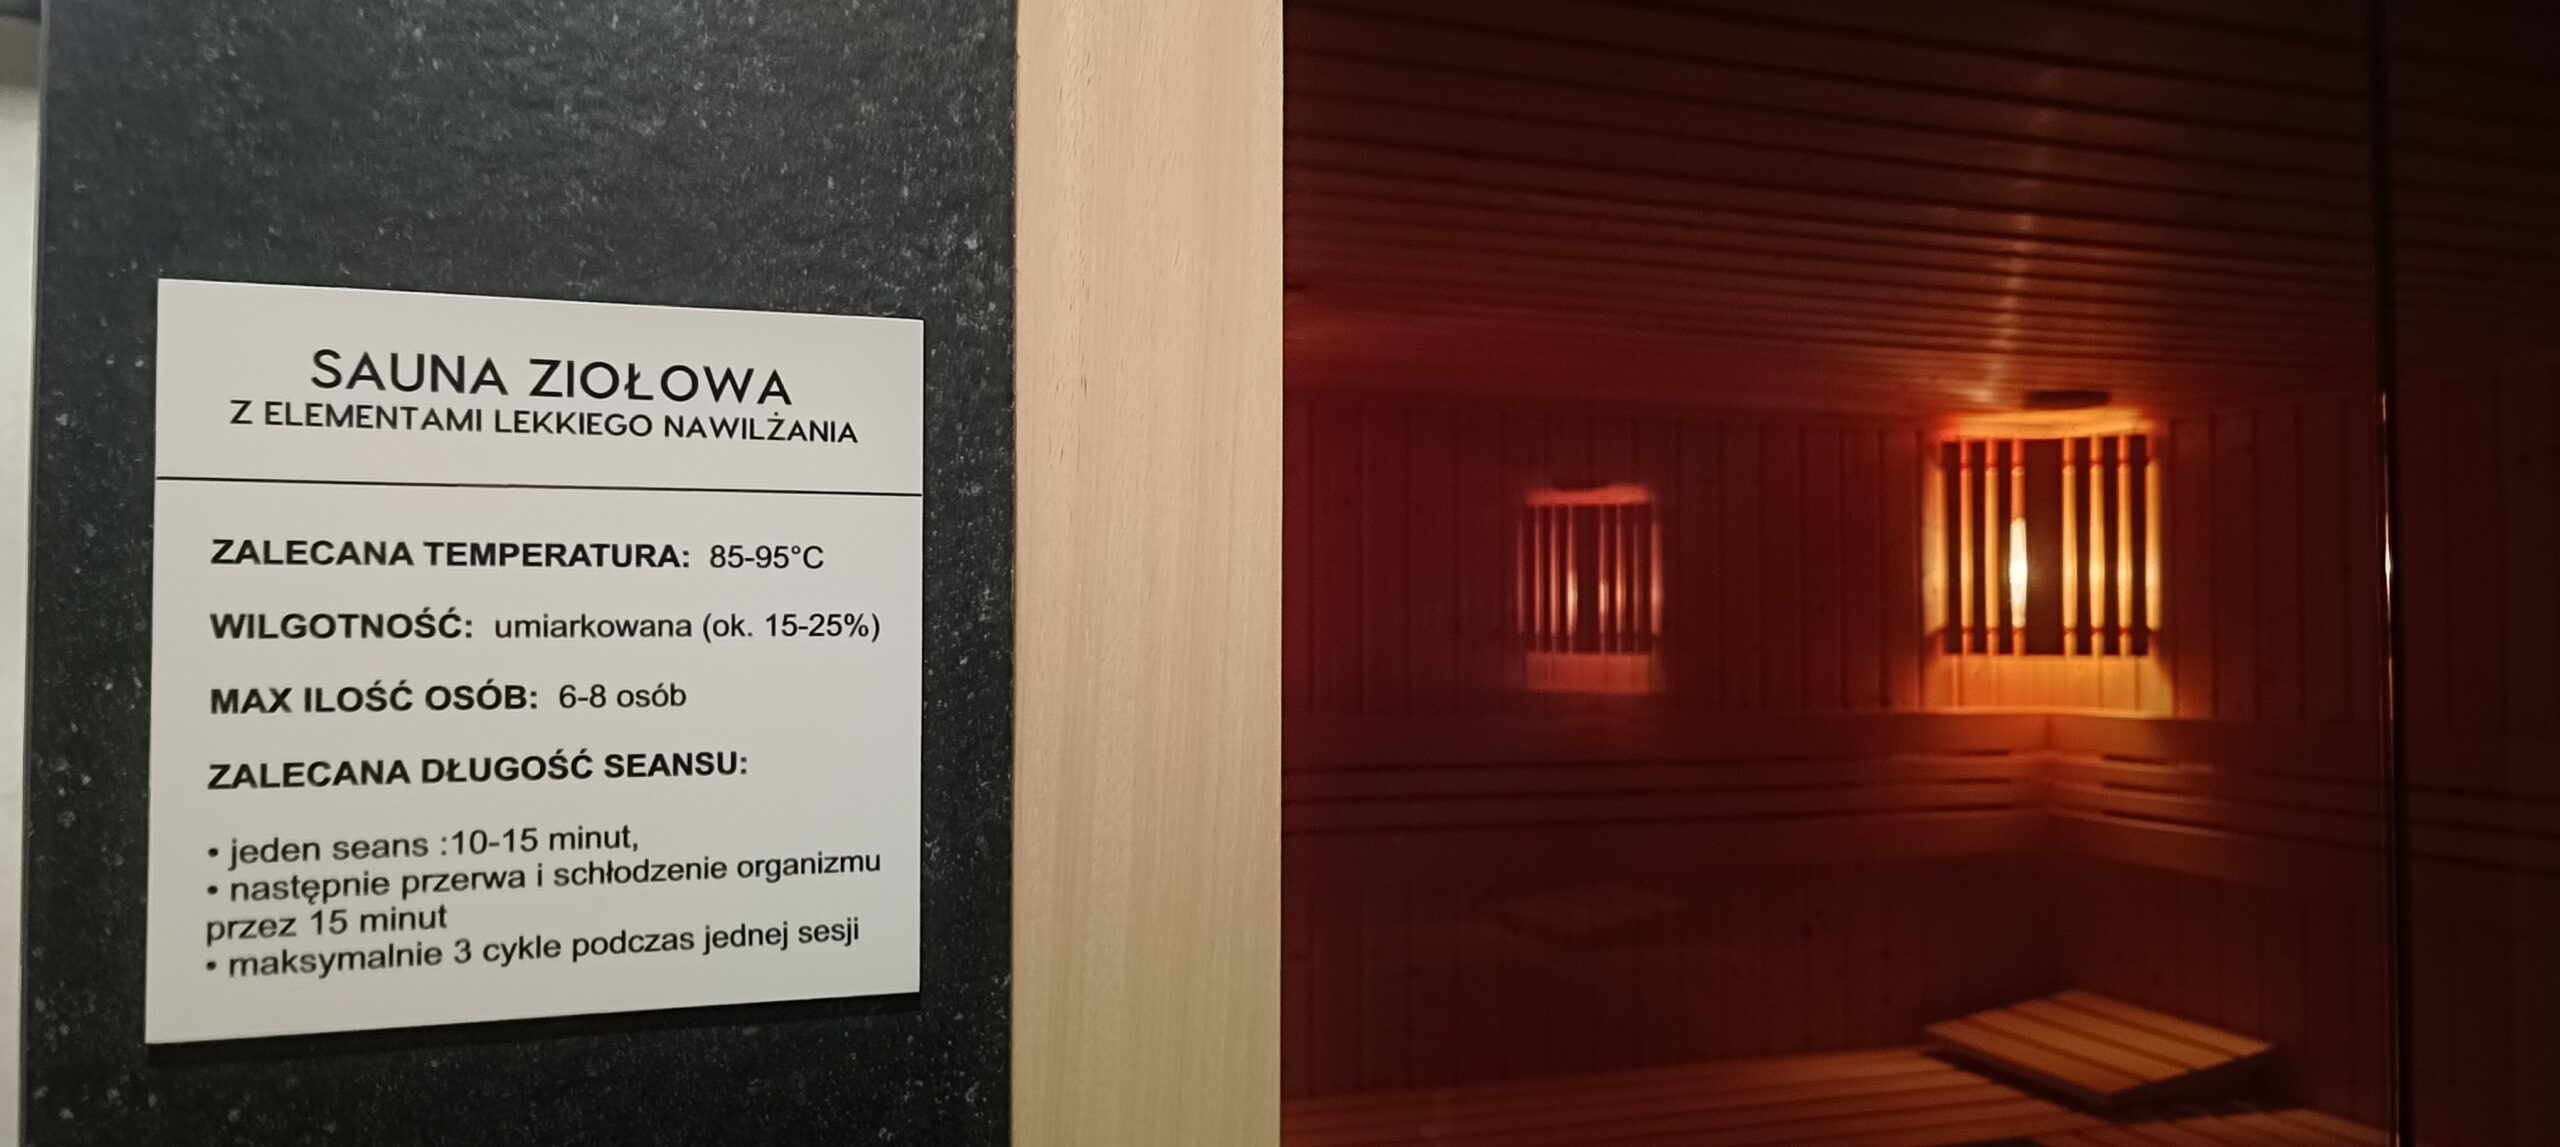 SAUNA ZIOŁOWA
Z ELEMENTAMI LEKKIEGO NAWILŻANIA
ZALECANA TEMPERATURA: 85-95°C
WILGOTNOŚĆ: umiarkowana (ok. 15-25%)
MAX ILOŚĆ OSÓB: 6-8 osób
ZALECANA DŁUGOŚĆ SEANSU:
• jeden seans :10-15 minut,
• następnie przerwa i schłodzenie organizmu
przez 15 minut
• maksymalnie 3 cykle podczas jednej sesji